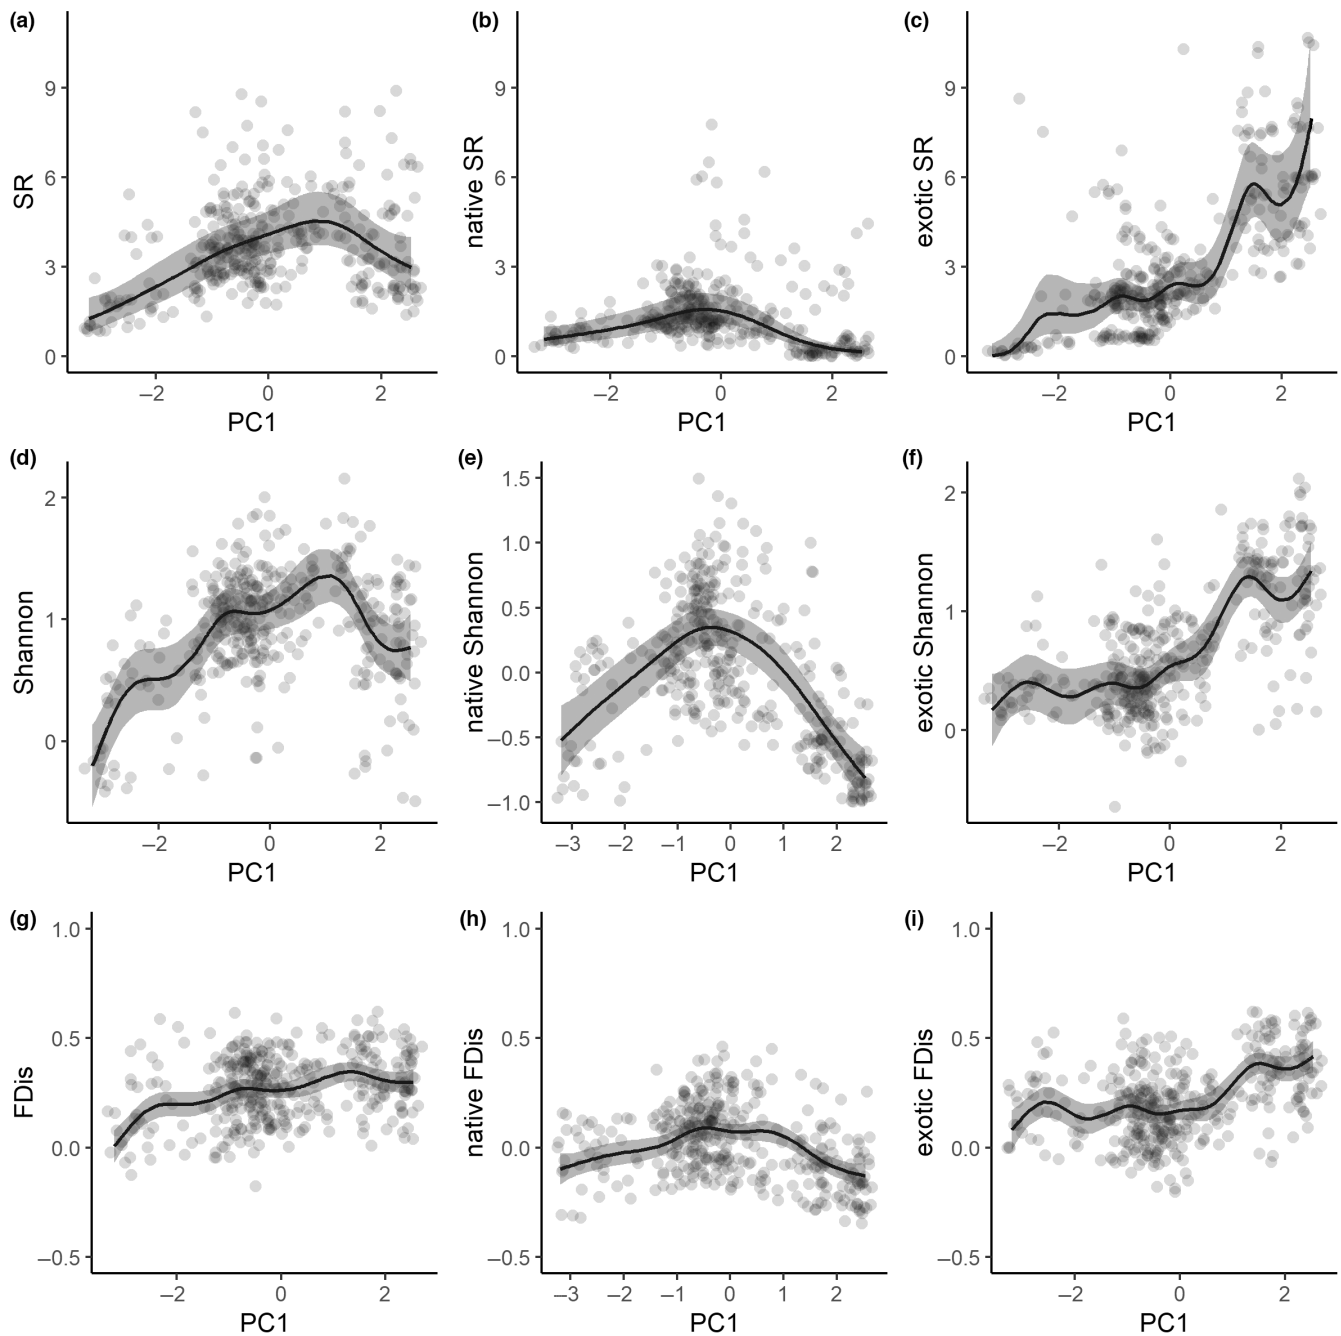 (a)
SR
9
6
3
0
–2
0
2
PC1
(b)
native SR
9
6
3
0
–2
0
2
PC1
(c)
exotic SR
9
6
3
0
–2
0
2
PC1
(d)
Shannon
2
1
0
–2
0
2
PC1
(e)
native Shannon
1.5
1.0
0.5
0.0
–0.5
–1.0
–3
–2
–1
0
1
2
PC1
(f)
exotic Shannon
2
1
0
–2
0
2
PC1
(g)
FDis
1.0
0.5
0.0
–0.5
–2
0
2
PC1
(h)
native FDis
1.0
0.5
0.0
–0.5
–3
–2
–1
0
1
2
PC1
(i)
exotic FDis
1.0
0.5
0.0
–0.5
–2
0
2
PC1